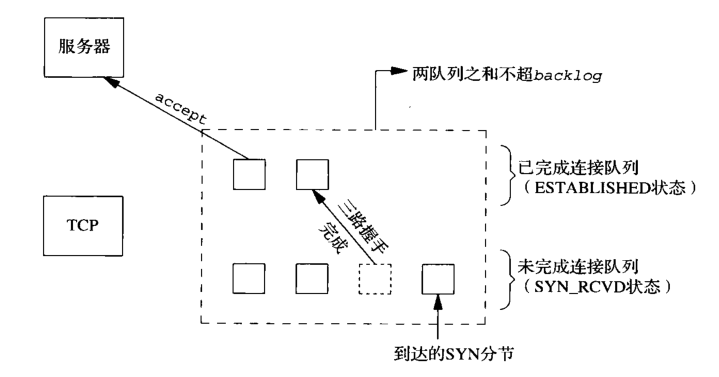 服务器
两队列之和不超backlog
accept
已完成连接队列
（ESTABLISHED状态）
TCP
三路握手
完成
未完成连接队列
（SYN_RCVD状态）
到达的SYN分节